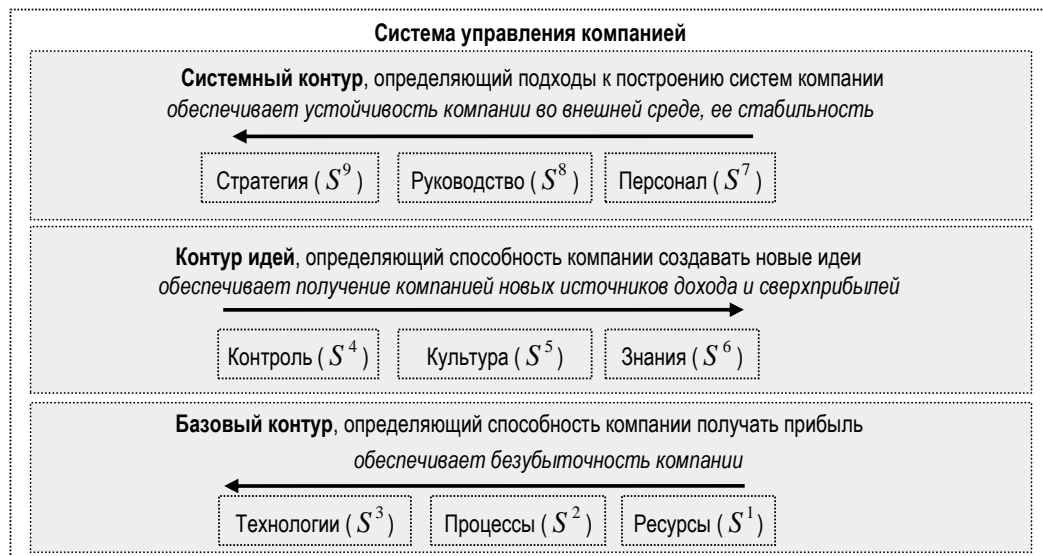 Система управления компанией
Системный контур, определяющий подходы к построению систем компании
обеспечивает устойчивость компании во внешней среде, ее стабильность
Стратегия ( S⁹ ) Руководство ( S⁸ ) Персонал ( S⁷ )
Контур идей, определяющий способность компании создавать новые идеи
обеспечивает получение компанией новых источников дохода и сверхприбылей
Контроль ( S⁴ ) Культура ( S⁵ ) Знания ( S⁶ )
Базовый контур, определяющий способность компании получать прибыль
обеспечивает безубыточность компании
Технологии ( S³ ) Процессы ( S² ) Ресурсы ( S¹ )